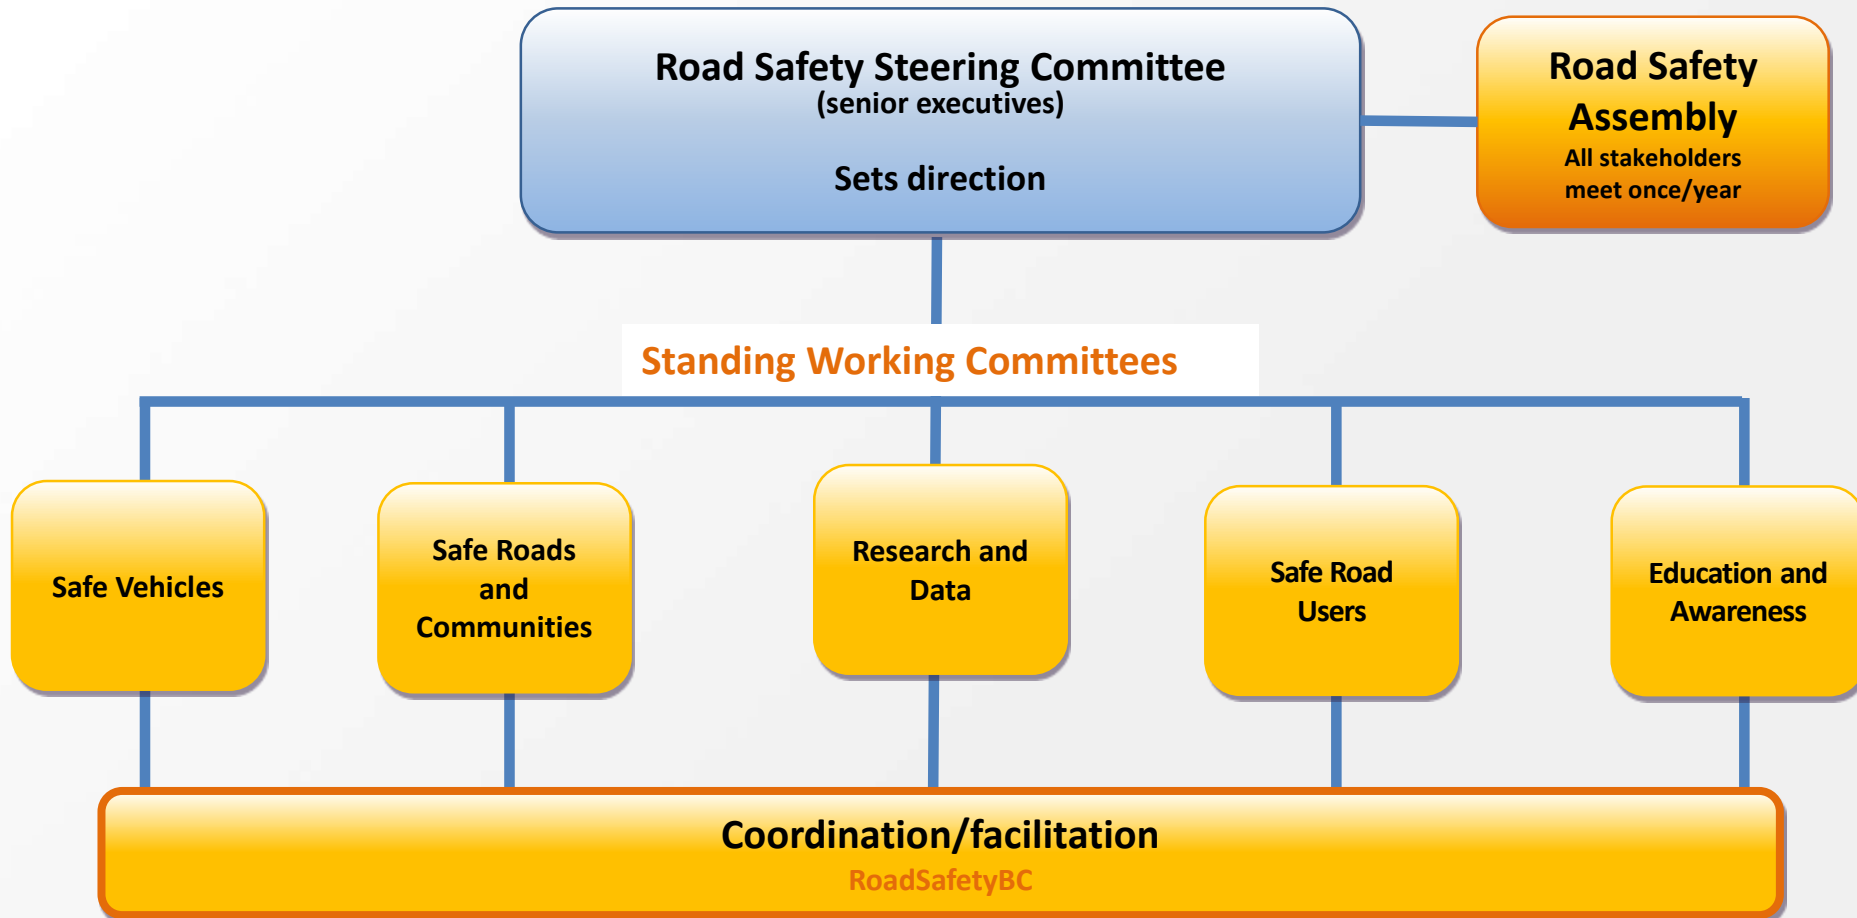 Road Safety Steering Committee
(senior executives)
Sets direction
Road Safety
Assembly
All stakeholders
meet once/year
Standing Working Committees
Safe Vehicles
Safe Roads
and
Communities
Research and
Data
Safe Road
Users
Education and
Awareness
Coordination/facilitation
RoadSafetyBC